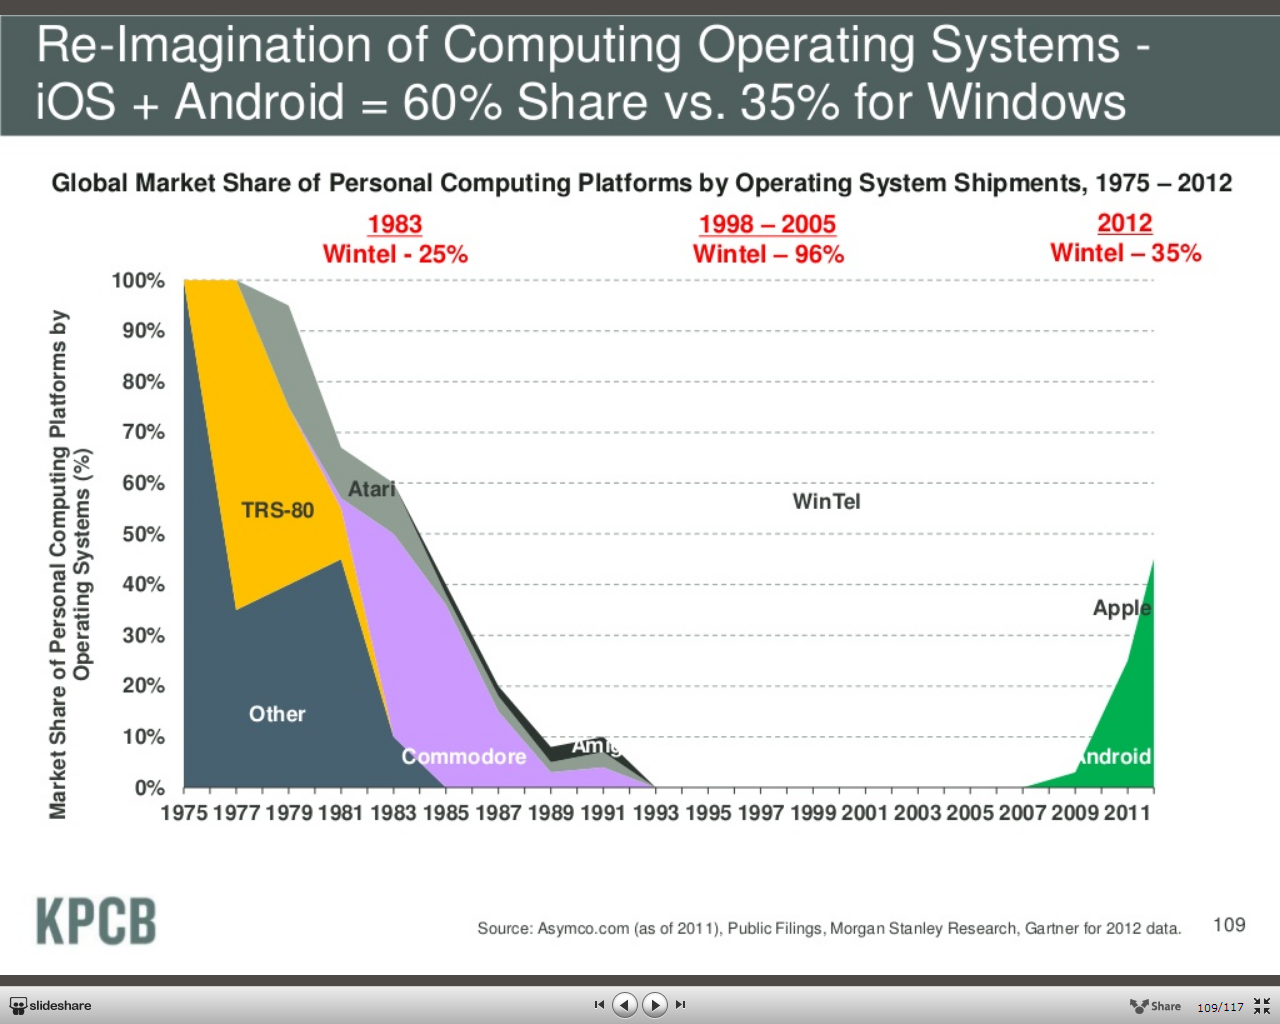 Re-Imagination of Computing Operating Systems -
iOS + Android = 60% Share vs. 35% for Windows
Global Market Share of Personal Computing Platforms by Operating System Shipments, 1975 – 2012
1983
Wintel - 25%
1998 – 2005
Wintel – 96%
2012
Wintel – 35%
Market Share of Personal Computing Platforms by
Operating Systems (%)
100%
90%
80%
70%
60%
50%
40%
30%
20%
10%
0%
Atari
WinTel
TRS-80
Apple
Other
Commodore
Amig
Android
1975 1977 1979 1981 1983 1985 1987 1989 1991 1993 1995 1997 1999 2001 2003 2005 2007 2009 2011
KPCB
Source: Asymco.com (as of 2011), Public Filings, Morgan Stanley Research, Gartner for 2012 data.
109
slideshare
Share
109/117